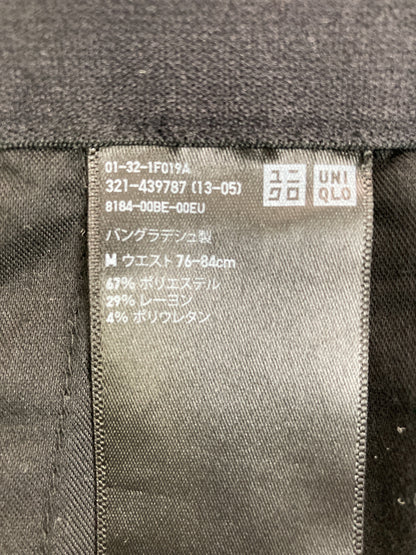 01-32-1F019A
321-439787 (13-05)
8184-00BE-00EU
ユニ
クロ
UNI
QLO
バングラデシュ製
M ウエスト 76-84cm
67% ポリエステル
29% レーヨン
4% ポリウレタン